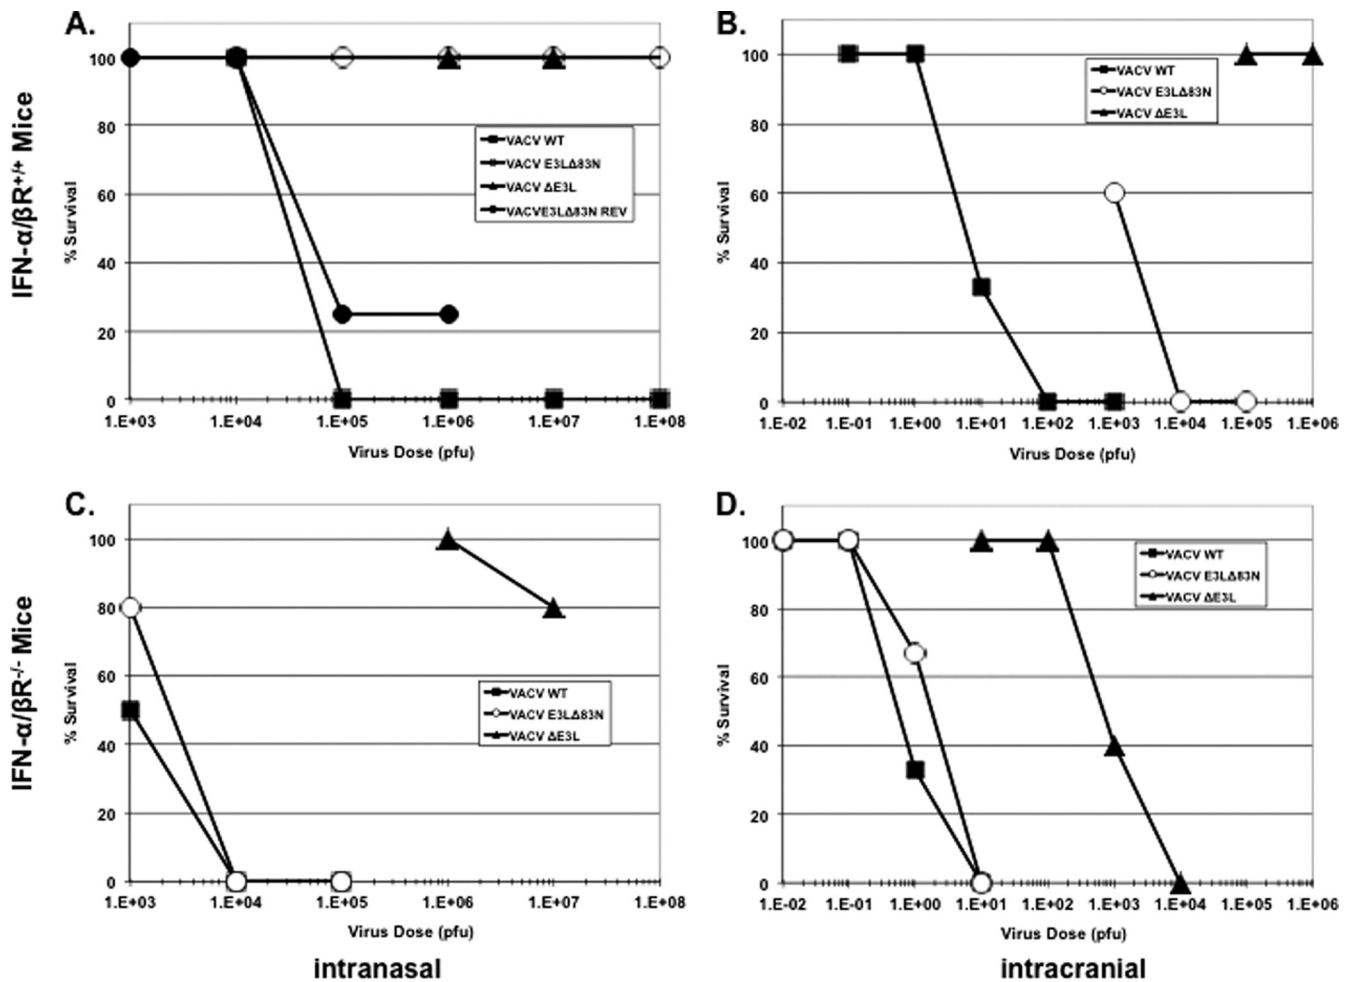 A.
100
80
60
40
20
0
% Survival
VACV WT
VACV E3LΔ83N
VACV ΔE3L
VACVE3LΔ83N REV
1.E+03 1.E+04 1.E+05 1.E+06 1.E+07 1.E+08
Virus Dose (pfu)
IFN-α/βR+/+ Mice
B.
100
80
60
40
20
0
% Survival
VACV WT
VACV E3LΔ83N
VACV ΔE3L
1.E-02 1.E-01 1.E+00 1.E+01 1.E+02 1.E+03 1.E+04 1.E+05 1.E+06
Virus Dose (pfu)
C.
100
80
60
40
20
0
% Survival
VACV WT
VACV E3LΔ83N
VACV ΔE3L
1.E+03 1.E+04 1.E+05 1.E+06 1.E+07 1.E+08
Virus Dose (pfu)
intranasal
IFN-α/βR-/- Mice
D.
100
80
60
40
20
0
% Survival
VACV WT
VACV E3LΔ83N
VACV ΔE3L
1.E-02 1.E-01 1.E+00 1.E+01 1.E+02 1.E+03 1.E+04 1.E+05 1.E+06
Virus Dose (pfu)
intracranial